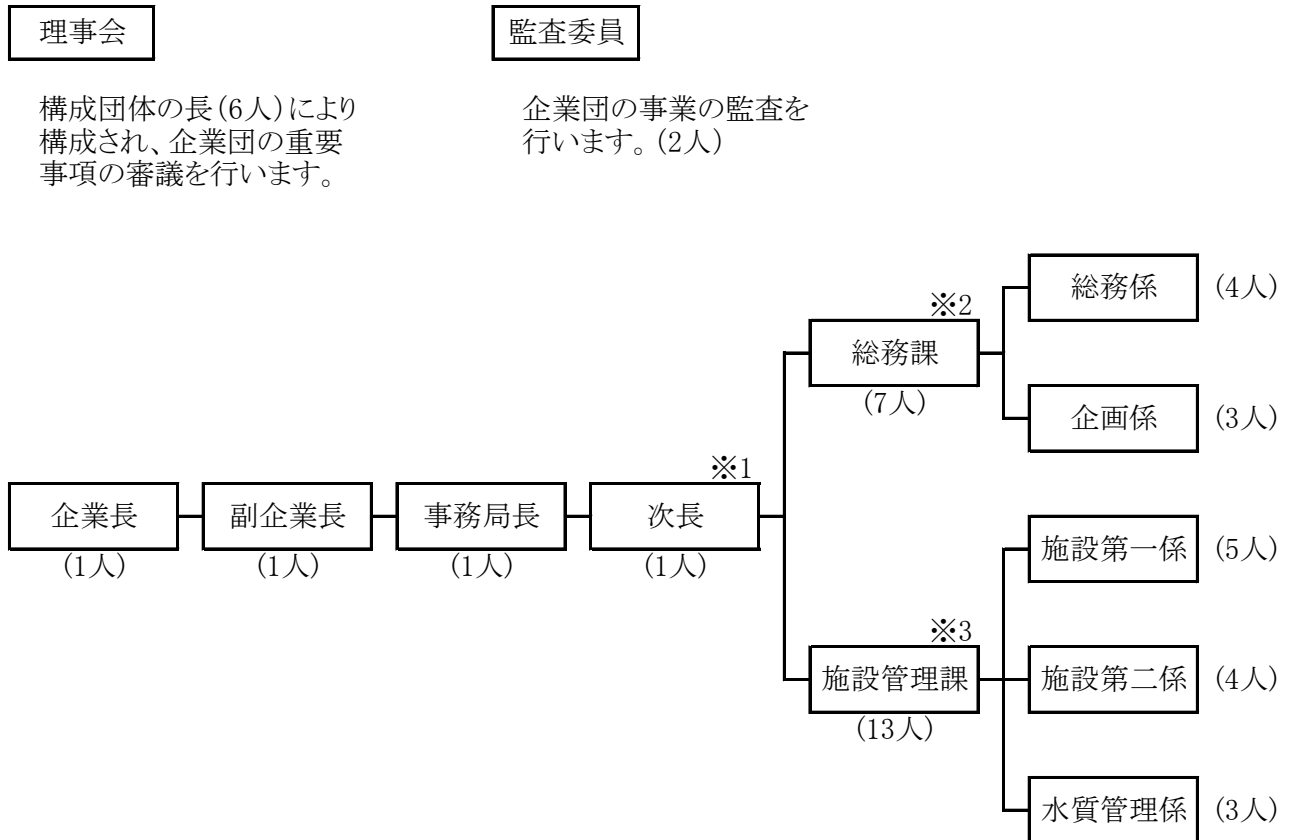 理事会
構成団体の長(6人)により
構成され、企業団の重要
事項の審議を行います。
監査委員
企業団の事業の監査を
行います。(2人)
企業長
(1人)
副企業長
(1人)
事務局長
(1人)
※1
次長
(1人)
※2
総務課
(7人)
総務係 (4人)
企画係 (3人)
※3
施設管理課
(13人)
施設第一係 (5人)
施設第二係 (4人)
水質管理係 (3人)